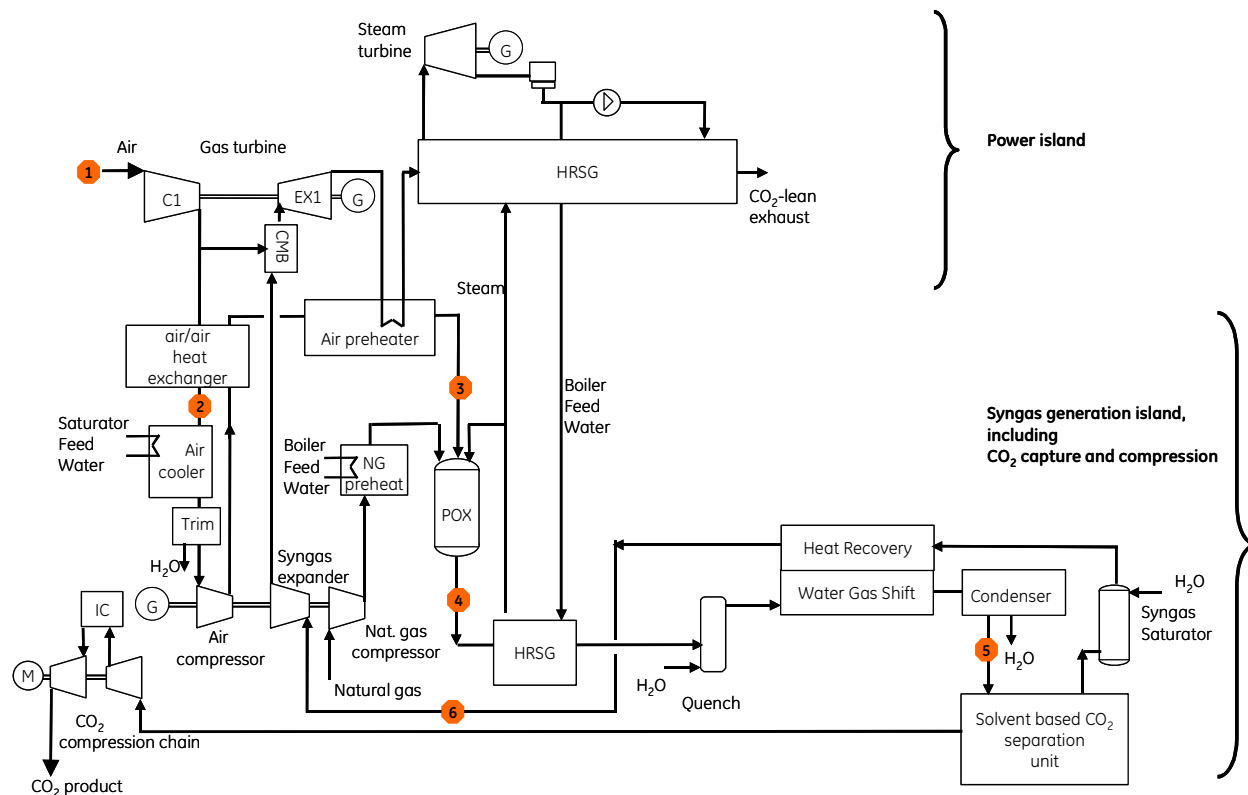 Steam
turbine
G
Power island
Air
Gas turbine
1
C1
EX1
G
HRSG
CO₂-lean
exhaust
CMB
Steam
air/air
heat
exchanger
Air preheater
2
3
Boiler
Feed
Water
Saturator
Feed
Water
Air
cooler
Boiler
Feed
Water
NG
preheat
Syngas generation island,
including
CO₂ capture and compression
Trim
POX
H₂O
Syngas
expander
Heat Recovery
Water Gas Shift
Condenser
H₂O
Syngas
Saturator
IC
G
4
Air
compressor
Nat. gas
compressor
HRSG
5
H₂O
M
Natural gas
H₂O
Quench
6
CO₂
compression chain
Solvent based CO₂
separation
unit
CO₂ product